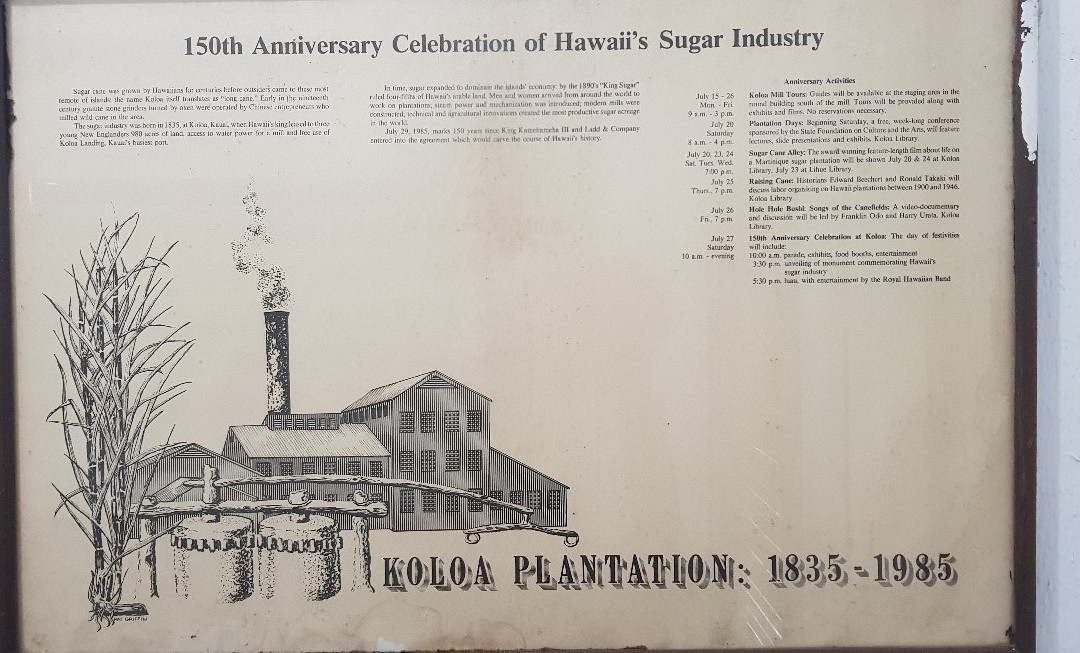 150th Anniversary Celebration of Hawaii's Sugar Industry
Sugar cane was grown by Hawaiians for centuries before outsiders came to these most
remote of islands; the name Koloa itself translates as "long cane." Early in the nineteenth
century granite stone grinders turned by oxen were operated by Chinese entrepreneurs who
milled wild cane in the area.
The sugar industry was born in 1835, at Koloa, Kauai, when Hawaii's king leased to three
young New Englanders 980 acres of land, access to water power for a mill and free use of
Koloa Landing, Kauai's busiest port.
In time, sugar expanded to dominate the islands' economy; by the 1890's "King Sugar"
ruled four-fifths of Hawaii's arable land. Men and women arrived from around the world to
work on plantations; steam power and mechanization was introduced; modern mills were
constructed; technical and agricultural innovations created the most productive sugar acreage
in the world.
July 29, 1985, marks 150 years since King Kamehameha III and Ladd & Company
entered into the agreement which would carve the course of Hawaii's history.
Anniversary Activities
July 15 - 26
Mon. - Fri.
9 a.m. - 3 p.m.
Koloa Mill Tours: Guides will be available at the staging area in the
round building south of the mill. Tours will be provided along with
exhibits and films. No reservations necessary.
July 20
Saturday
8 a.m. - 4 p.m.
Plantation Days: Beginning Saturday, a free, week-long conference
sponsored by the State Foundation on Culture and the Arts, will feature
lectures, slide presentations and exhibits. Koloa Library.
July 20, 23, 24
Sat. Tues. Wed.
7:00 p.m.
Sugar Cane Alley: The award winning feature-length film about life on
a Martinique sugar plantation will be shown July 20 & 24 at Koloa
Library, July 23 at Lihue Library.
July 25
Thurs., 7 p.m.
Raising Cane: Historians Edward Beechert and Ronald Takaki will
discuss labor organizing on Hawaii plantations between 1900 and 1946.
Koloa Library
July 26
Fri., 7 p.m.
Hole Hole Bushi: Songs of the Canefields: A video-documentary
and discussion will be led by Franklin Odo and Harry Urata. Koloa
Library.
July 27
Saturday
10 a.m. - evening
150th Anniversary Celebration at Koloa: The day of festivities
will include:
10:00 a.m. parade, exhibits, food booths, entertainment
3:30 p.m. unveiling of monument commemorating Hawaii's
sugar industry
5:30 p.m. luau, with entertainment by the Royal Hawaiian Band
KOLOA PLANTATION: 1835-1985
GRIFFIN